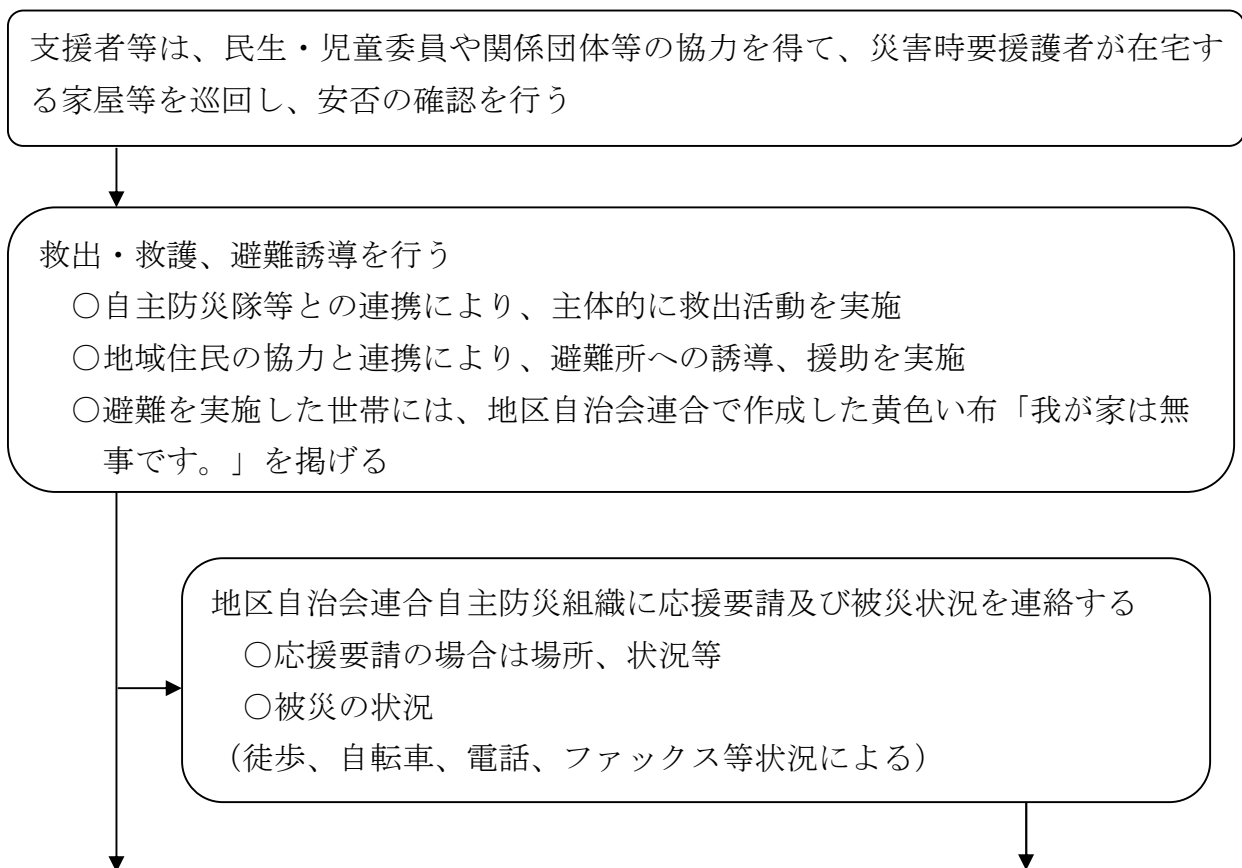 支援者等は、民生・児童委員や関係団体等の協力を得て、災害時要援護者が在宅す
る家屋等を巡回し、安否の確認を行う
救出・救護、避難誘導を行う
○自主防災隊等との連携により、主体的に救出活動を実施
○地域住民の協力と連携により、避難所への誘導、援助を実施
○避難を実施した世帯には、地区自治会連合で作成した黄色い布「我が家は無
事です。」を掲げる
地区自治会連合自主防災組織に応援要請及び被災状況を連絡する
○応援要請の場合は場所、状況等
○被災の状況
（徒歩、自転車、電話、ファックス等状況による）